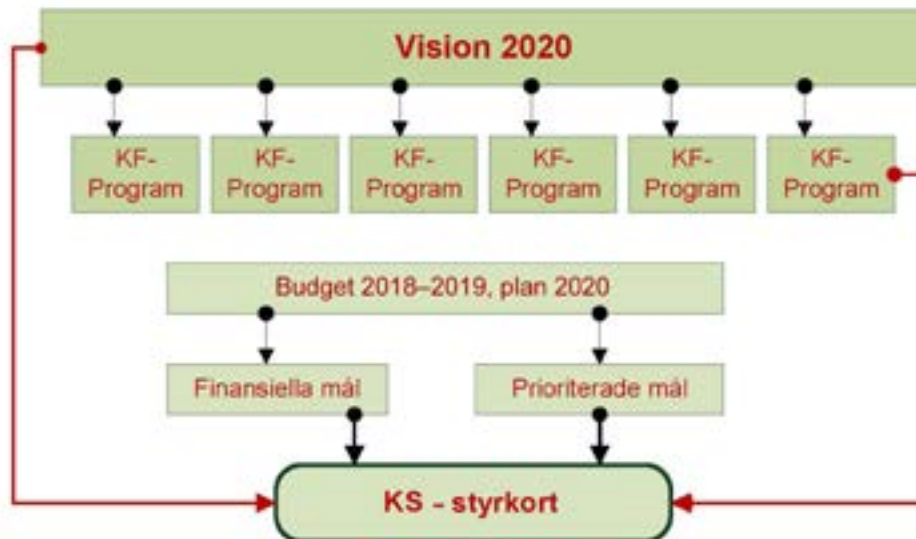 Vision 2020
KF-
Program
KF-
Program
KF-
Program
KF-
Program
KF-
Program
KF-
Program
Budget 2018–2019, plan 2020
Finansiella mål
Prioriterade mål
KS - styrkort